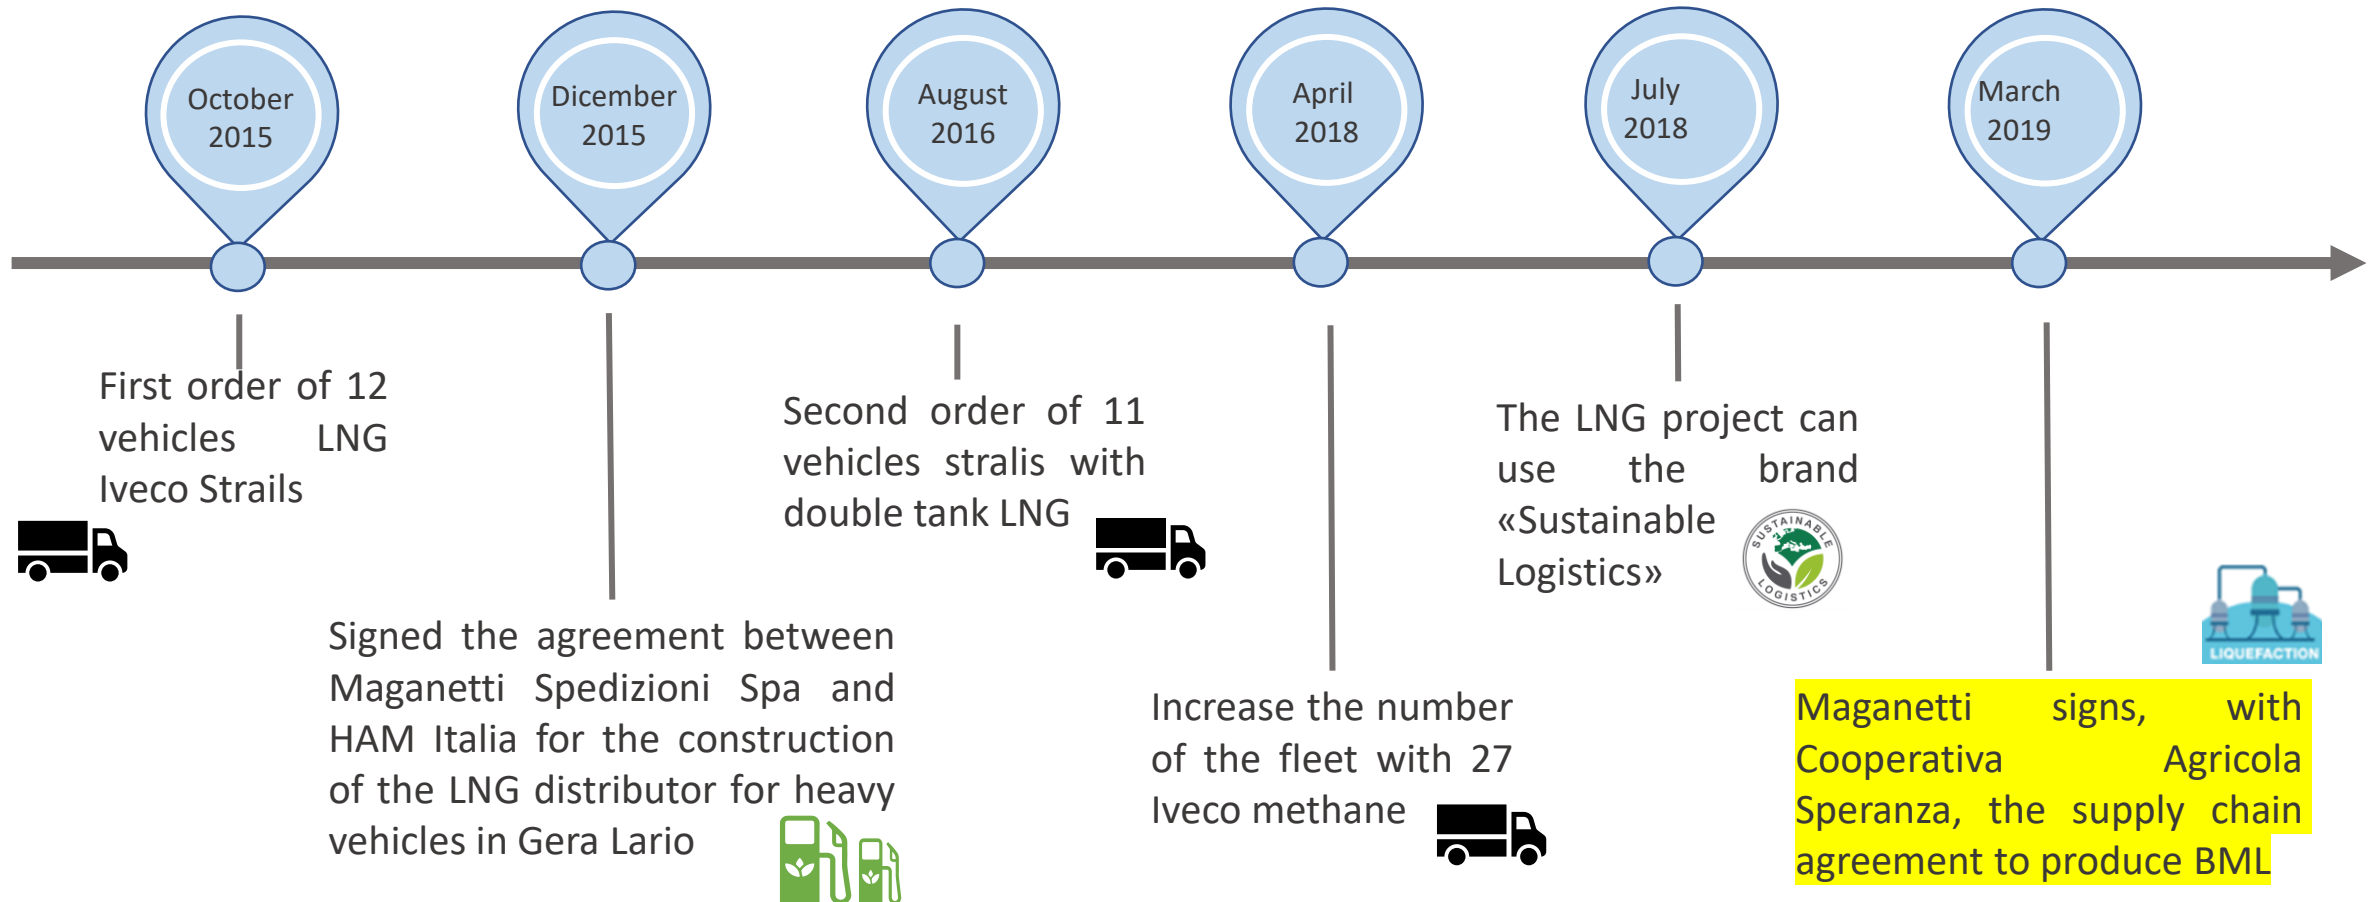 October
2015
Dicember
2015
August
2016
April
2018
July
2018
March
2019
First order of 12
vehicles LNG
Iveco Strails
Signed the agreement between
Maganetti Spedizioni Spa and
HAM Italia for the construction
of the LNG distributor for heavy
vehicles in Gera Lario
Second order of 11
vehicles stralis with
double tank LNG
Increase the number
of the fleet with 27
Iveco methane
The LNG project can
use the brand
«Sustainable
Logistics»
SUSTAINABLE
LOGISTICS
LIQUEFACTION
Maganetti signs, with
Cooperativa Agricola
Speranza, the supply chain
agreement to produce BML